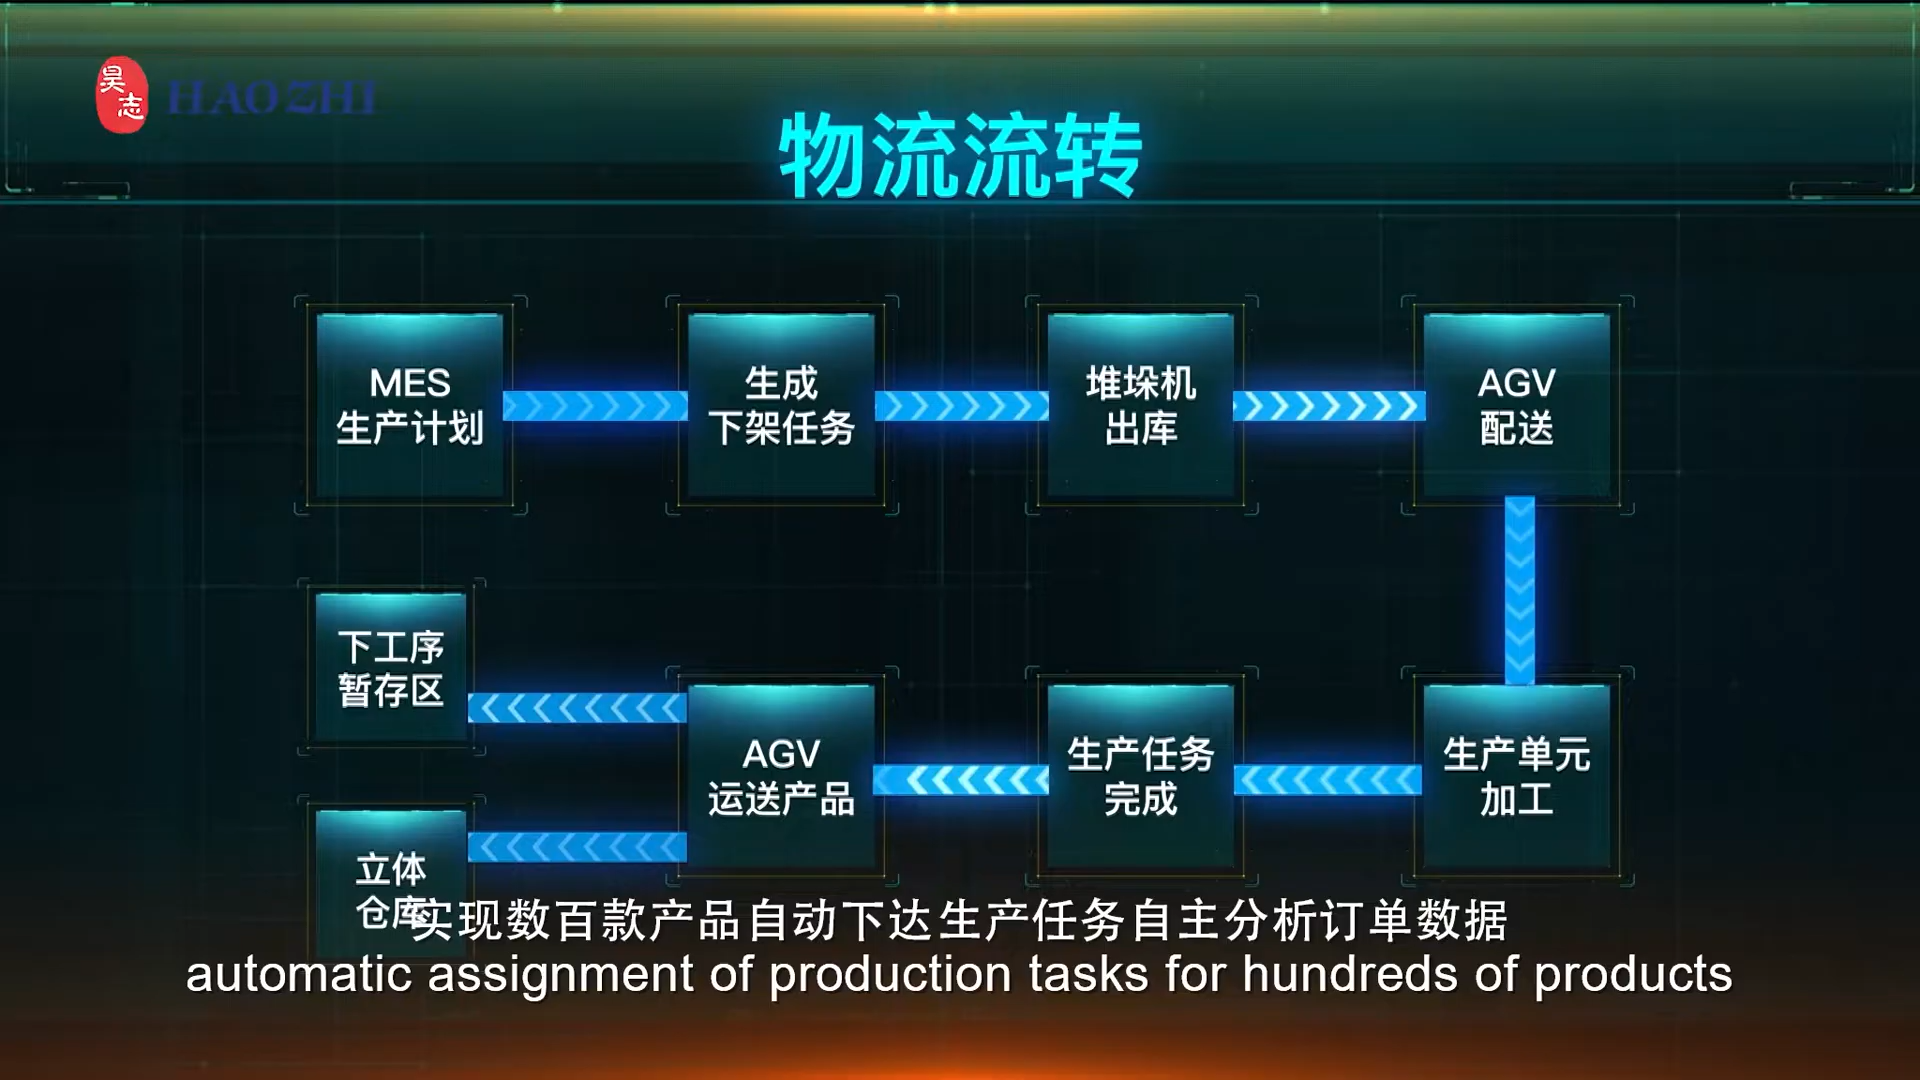 昊志 HAOZHI
物流流转
MES
生产计划
生成
下架任务
堆垛机
出库
AGV
配送
下工序
暂存区
AGV
运送产品
生产任务
完成
生产单元
加工
立体
仓库
实现数百款产品自动下达生产任务自主分析订单数据
automatic assignment of production tasks for hundreds of products